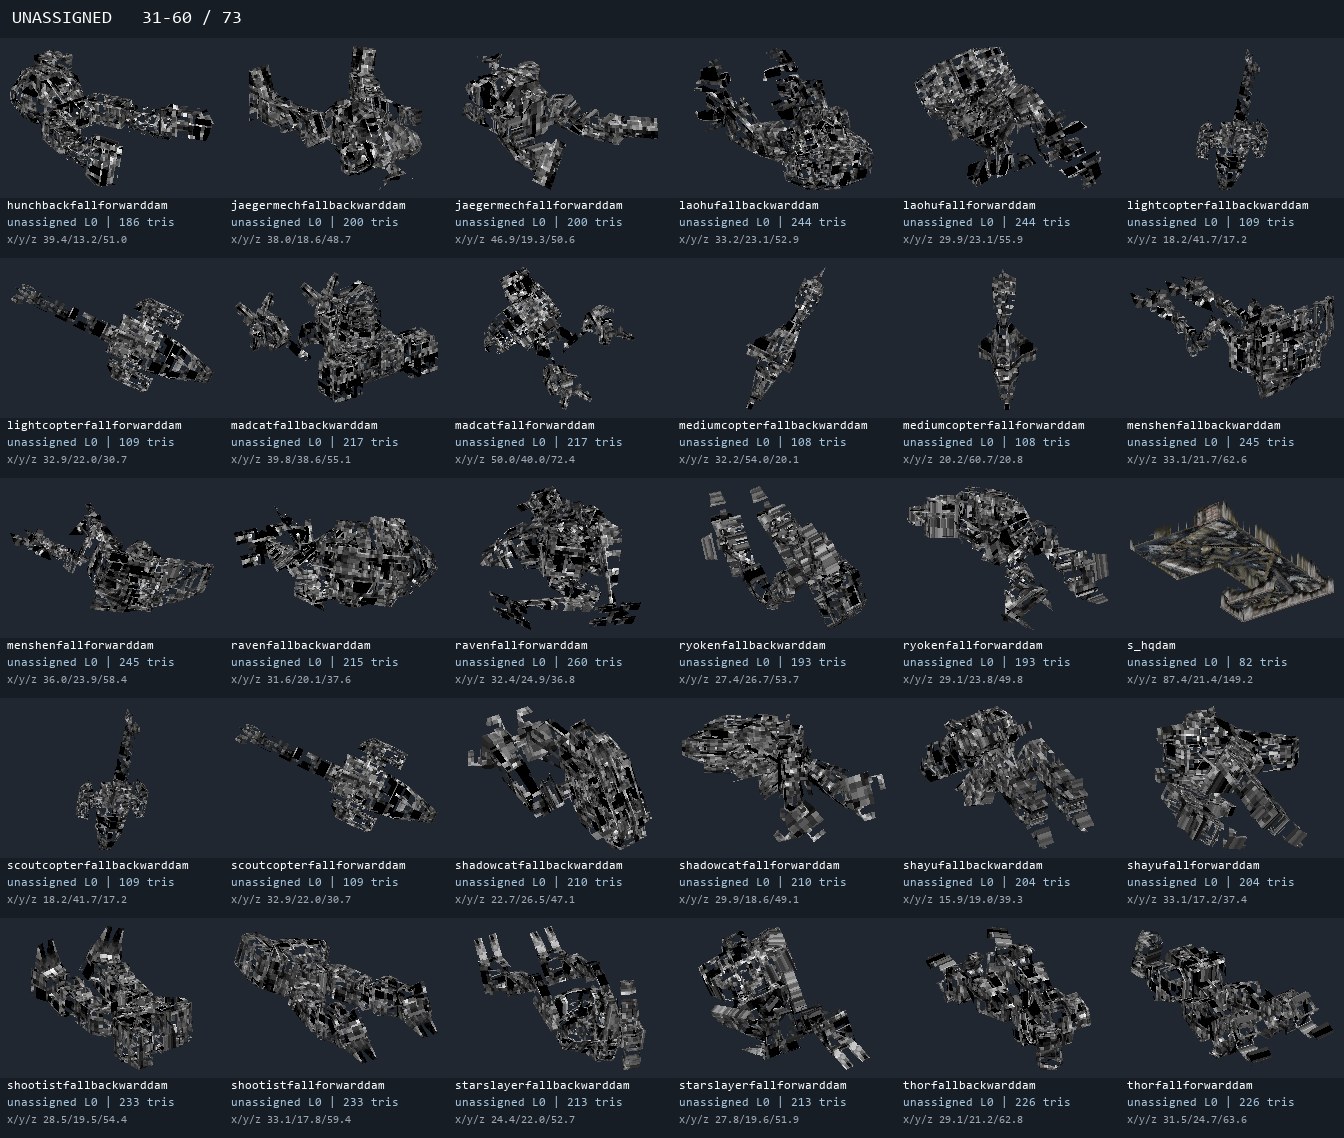 UNASSIGNED 31-60 / 73
hunchbackfallforwarddam
unassigned L0 | 186 tris
x/y/z 39.4/13.2/51.0
jaegermechfallbackwarddam
unassigned L0 | 200 tris
x/y/z 38.0/18.6/48.7
jaegermechfallforwarddam
unassigned L0 | 200 tris
x/y/z 46.9/19.3/50.6
laohufallbackwarddam
unassigned L0 | 244 tris
x/y/z 33.2/23.1/52.9
laohufallforwarddam
unassigned L0 | 244 tris
x/y/z 29.9/23.1/55.9
lightcopterfallbackwarddam
unassigned L0 | 109 tris
x/y/z 18.2/41.7/17.2
lightcopterfallforwarddam
unassigned L0 | 109 tris
x/y/z 32.9/22.0/30.7
madcatfallbackwarddam
unassigned L0 | 217 tris
x/y/z 39.8/38.6/55.1
madcatfallforwarddam
unassigned L0 | 217 tris
x/y/z 50.0/40.0/72.4
mediumcopterfallbackwarddam
unassigned L0 | 108 tris
x/y/z 32.2/54.0/20.1
mediumcopterfallforwarddam
unassigned L0 | 108 tris
x/y/z 20.2/60.7/20.8
menshenfallbackwarddam
unassigned L0 | 245 tris
x/y/z 33.1/21.7/62.6
menshenfallforwarddam
unassigned L0 | 245 tris
x/y/z 36.0/23.9/58.4
ravenfallbackwarddam
unassigned L0 | 215 tris
x/y/z 31.6/20.1/37.6
ravenfallforwarddam
unassigned L0 | 260 tris
x/y/z 32.4/24.9/36.8
ryokenfallbackwarddam
unassigned L0 | 193 tris
x/y/z 27.4/26.7/53.7
ryokenfallforwarddam
unassigned L0 | 193 tris
x/y/z 29.1/23.8/49.8
s_hqdam
unassigned L0 | 82 tris
x/y/z 87.4/21.4/149.2
scoutcopterfallbackwarddam
unassigned L0 | 109 tris
x/y/z 18.2/41.7/17.2
scoutcopterfallforwarddam
unassigned L0 | 109 tris
x/y/z 32.9/22.0/30.7
shadowcatfallbackwarddam
unassigned L0 | 210 tris
x/y/z 22.7/26.5/47.1
shadowcatfallforwarddam
unassigned L0 | 210 tris
x/y/z 29.9/18.6/49.1
shayufallbackwarddam
unassigned L0 | 204 tris
x/y/z 15.9/19.0/39.3
shayufallforwarddam
unassigned L0 | 204 tris
x/y/z 33.1/17.2/37.4
shootistfallbackwarddam
unassigned L0 | 233 tris
x/y/z 28.5/19.5/54.4
shootistfallforwarddam
unassigned L0 | 233 tris
x/y/z 33.1/17.8/59.4
starslayerfallbackwarddam
unassigned L0 | 213 tris
x/y/z 24.4/22.0/52.7
starslayerfallforwarddam
unassigned L0 | 213 tris
x/y/z 27.8/19.6/51.9
thorfallbackwarddam
unassigned L0 | 226 tris
x/y/z 29.1/21.2/62.8
thorfallforwarddam
unassigned L0 | 226 tris
x/y/z 31.5/24.7/63.6